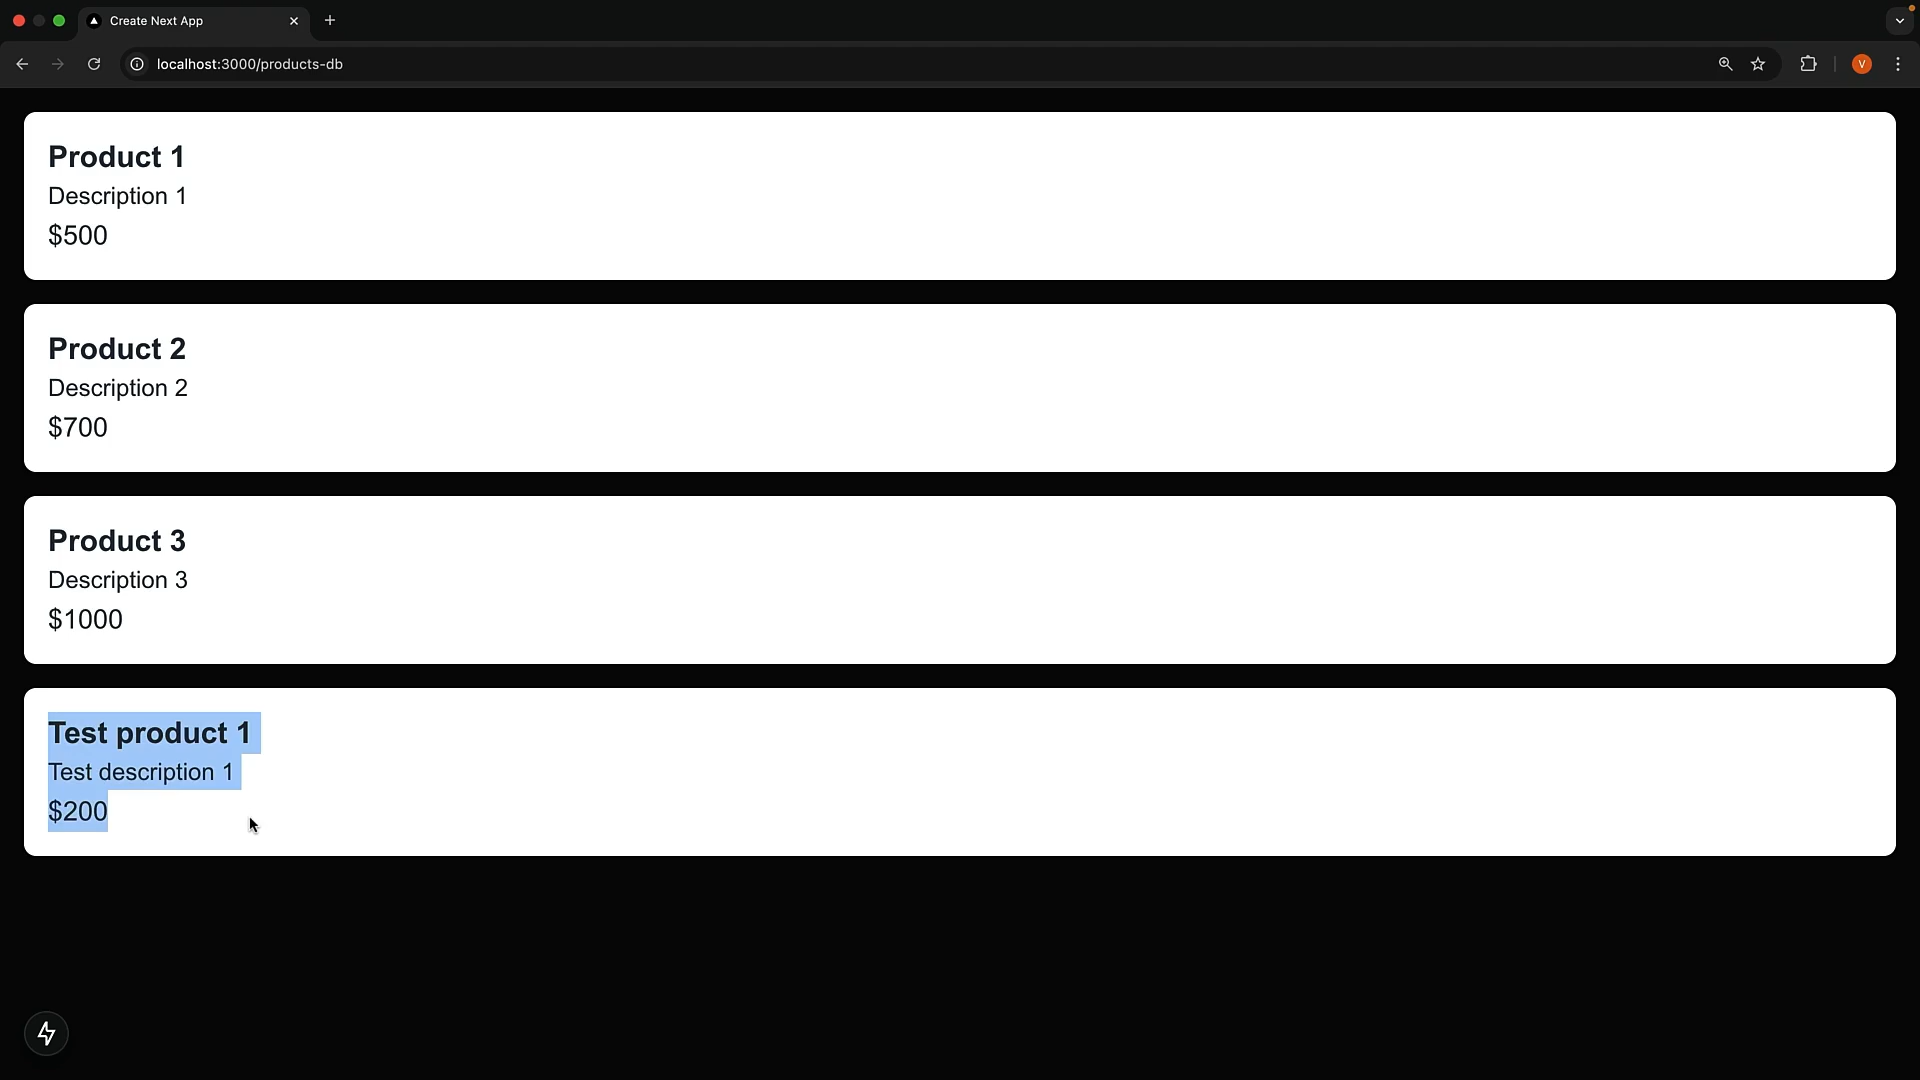 Create Next App
localhost:3000/products-db
V
Product 1
Description 1
$500
Product 2
Description 2
$700
Product 3
Description 3
$1000
Test product 1
Test description 1
$200